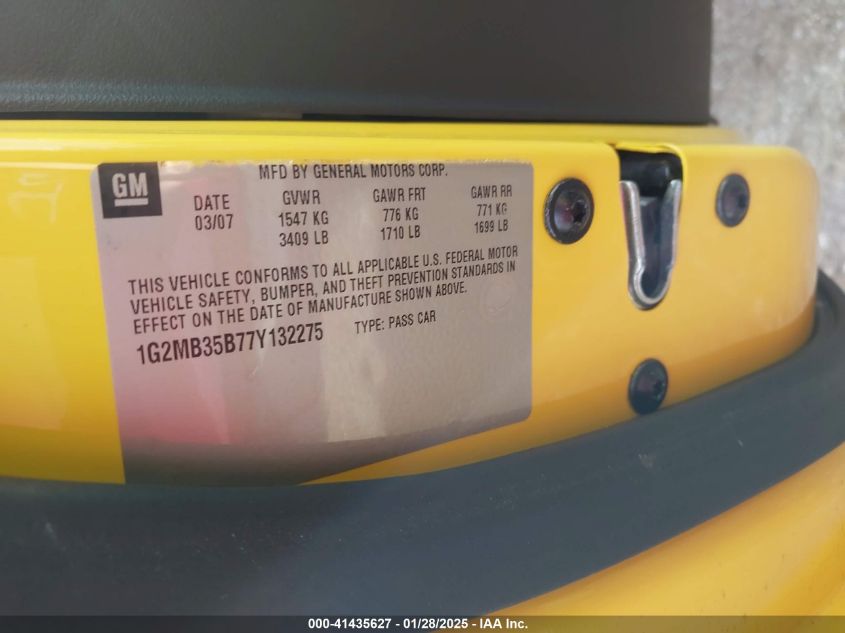 GM
MFD BY GENERAL MOTORS CORP.
DATE GVWR GAWR FRT GAWR RR
03/07 1547 KG 776 KG 771 KG
3409 LB 1710 LB 1699 LB
THIS VEHICLE CONFORMS TO ALL APPLICABLE U.S. FEDERAL MOTOR
VEHICLE SAFETY, BUMPER, AND THEFT PREVENTION STANDARDS IN
EFFECT ON THE DATE OF MANUFACTURE SHOWN ABOVE.
1G2MB35B77Y132275 TYPE: PASS CAR
000-41435627 - 01/28/2025 - IAA Inc.